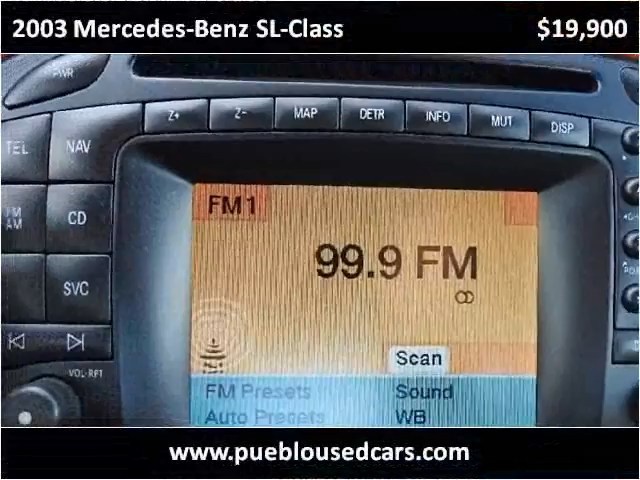 2003 Mercedes-Benz SL-Class $19,900
PWR
Z+ Z- MAP DETR INFO MUT DISP
TEL NAV
FM1
FM AM CD
99.9 FM
SVC
Scan
VOL-RFT
FM Presets Sound
Auto Presets WB
www.pueblousedcars.com